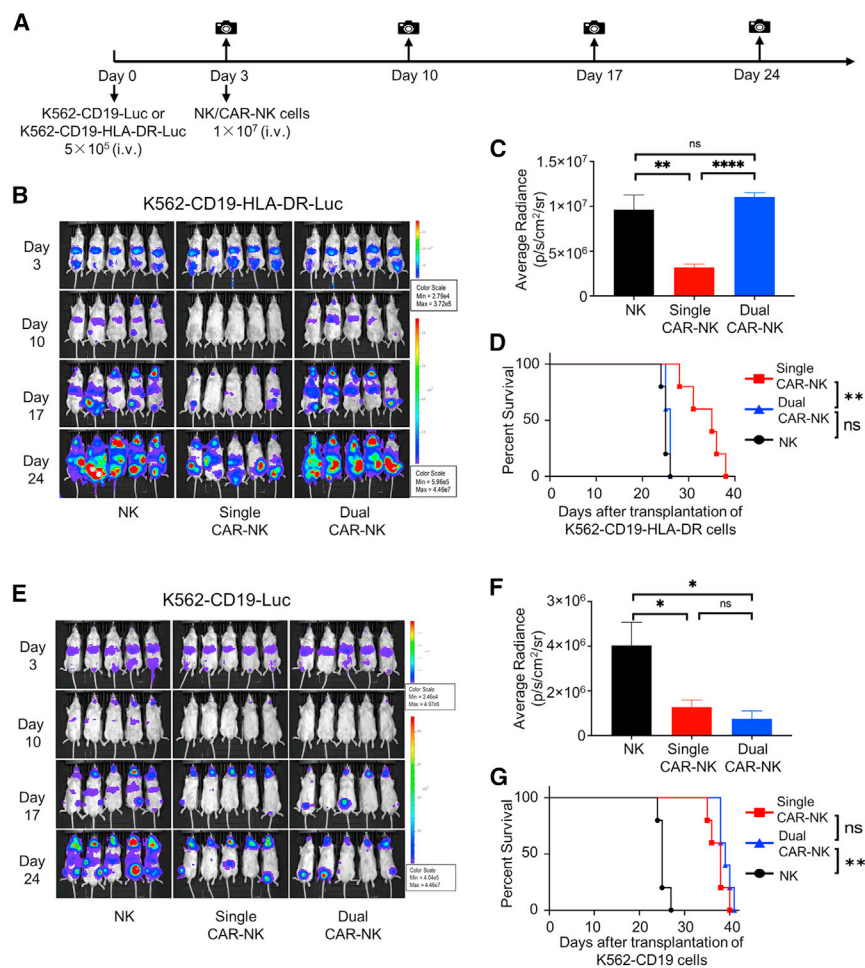 A
Day 0
Day 3
Day 10
Day 17
Day 24
K562-CD19-Luc or
K562-CD19-HLA-DR-Luc
5×10⁵ (i.v.)
NK/CAR-NK cells
1×10⁷ (i.v.)
B
K562-CD19-HLA-DR-Luc
Day
3
Day
10
Day
17
Day
24
Color Scale
Min = 2.79e4
Max = 3.72e5
Color Scale
Min = 5.96e5
Max = 4.46e7
NK
Single
CAR-NK
Dual
CAR-NK
C
ns
**
****
Average Radiance
(p/s/cm²/sr)
1.5×10⁷
1×10⁷
5×10⁶
0
NK
Single
CAR-NK
Dual
CAR-NK
D
Percent Survival
100
50
0
0
10
20
30
40
Days after transplantation of
K562-CD19-HLA-DR cells
Single
CAR-NK
Dual
CAR-NK
NK
**
ns
E
K562-CD19-Luc
Day
3
Day
10
Day
17
Day
24
Color Scale
Min = 2.46e4
Max = 4.97e6
Color Scale
Min = 4.04e5
Max = 4.46e7
NK
Single
CAR-NK
Dual
CAR-NK
F
*
*
ns
Average Radiance
(p/s/cm²/sr)
3×10⁶
4×10⁶
2×10⁶
0
NK
Single
CAR-NK
Dual
CAR-NK
G
Percent Survival
100
50
0
0
10
20
30
40
Days after transplantation of
K562-CD19 cells
Single
CAR-NK
Dual
CAR-NK
NK
ns
**